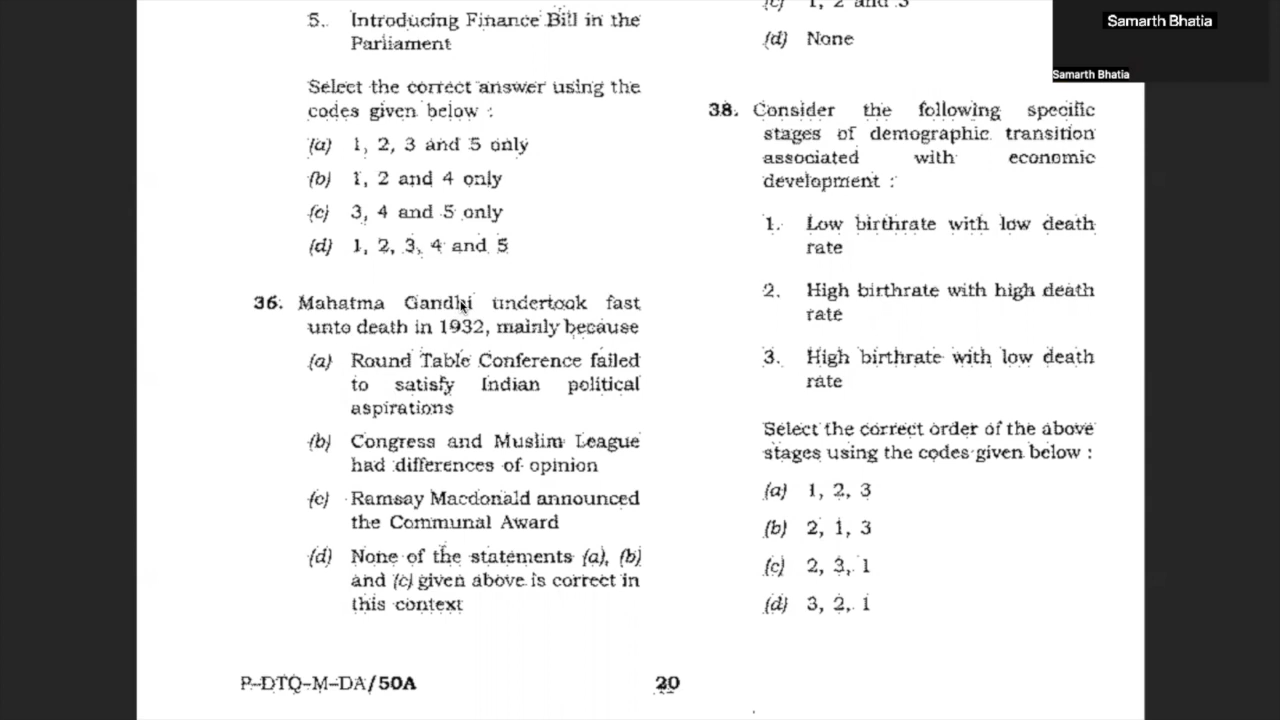 5. Introducing Finance Bill in the
Parliament
Select the correct answer using the
codes given below :
(a) 1, 2, 3 and 5 only
(b) 1, 2 and 4 only
(c) 3, 4 and 5 only
(d) 1, 2, 3, 4 and 5
36. Mahatma Gandhi undertook fast
unto death in 1932, mainly because
(a) Round Table Conference failed
to satisfy Indian political
aspirations
(b) Congress and Muslim League
had differences of opinion
(c) Ramsay Macdonald announced
the Communal Award
(d) None of the statements (a), (b)
and (c) given above is correct in
this context
(c) 1, 2 and 3
(d) None
38. Consider the following specific
stages of demographic transition
associated with economic
development :
1. Low birthrate with low death
rate
2. High birthrate with high death
rate
3. High birthrate with low death
rate
Select the correct order of the above
stages using the codes given below :
(a) 1, 2, 3
(b) 2, 1, 3
(c) 2, 3, 1
(d) 3, 2, 1
P-DTQ-M-DA/50A
20
Samarth Bhatia
Samarth Bhatia